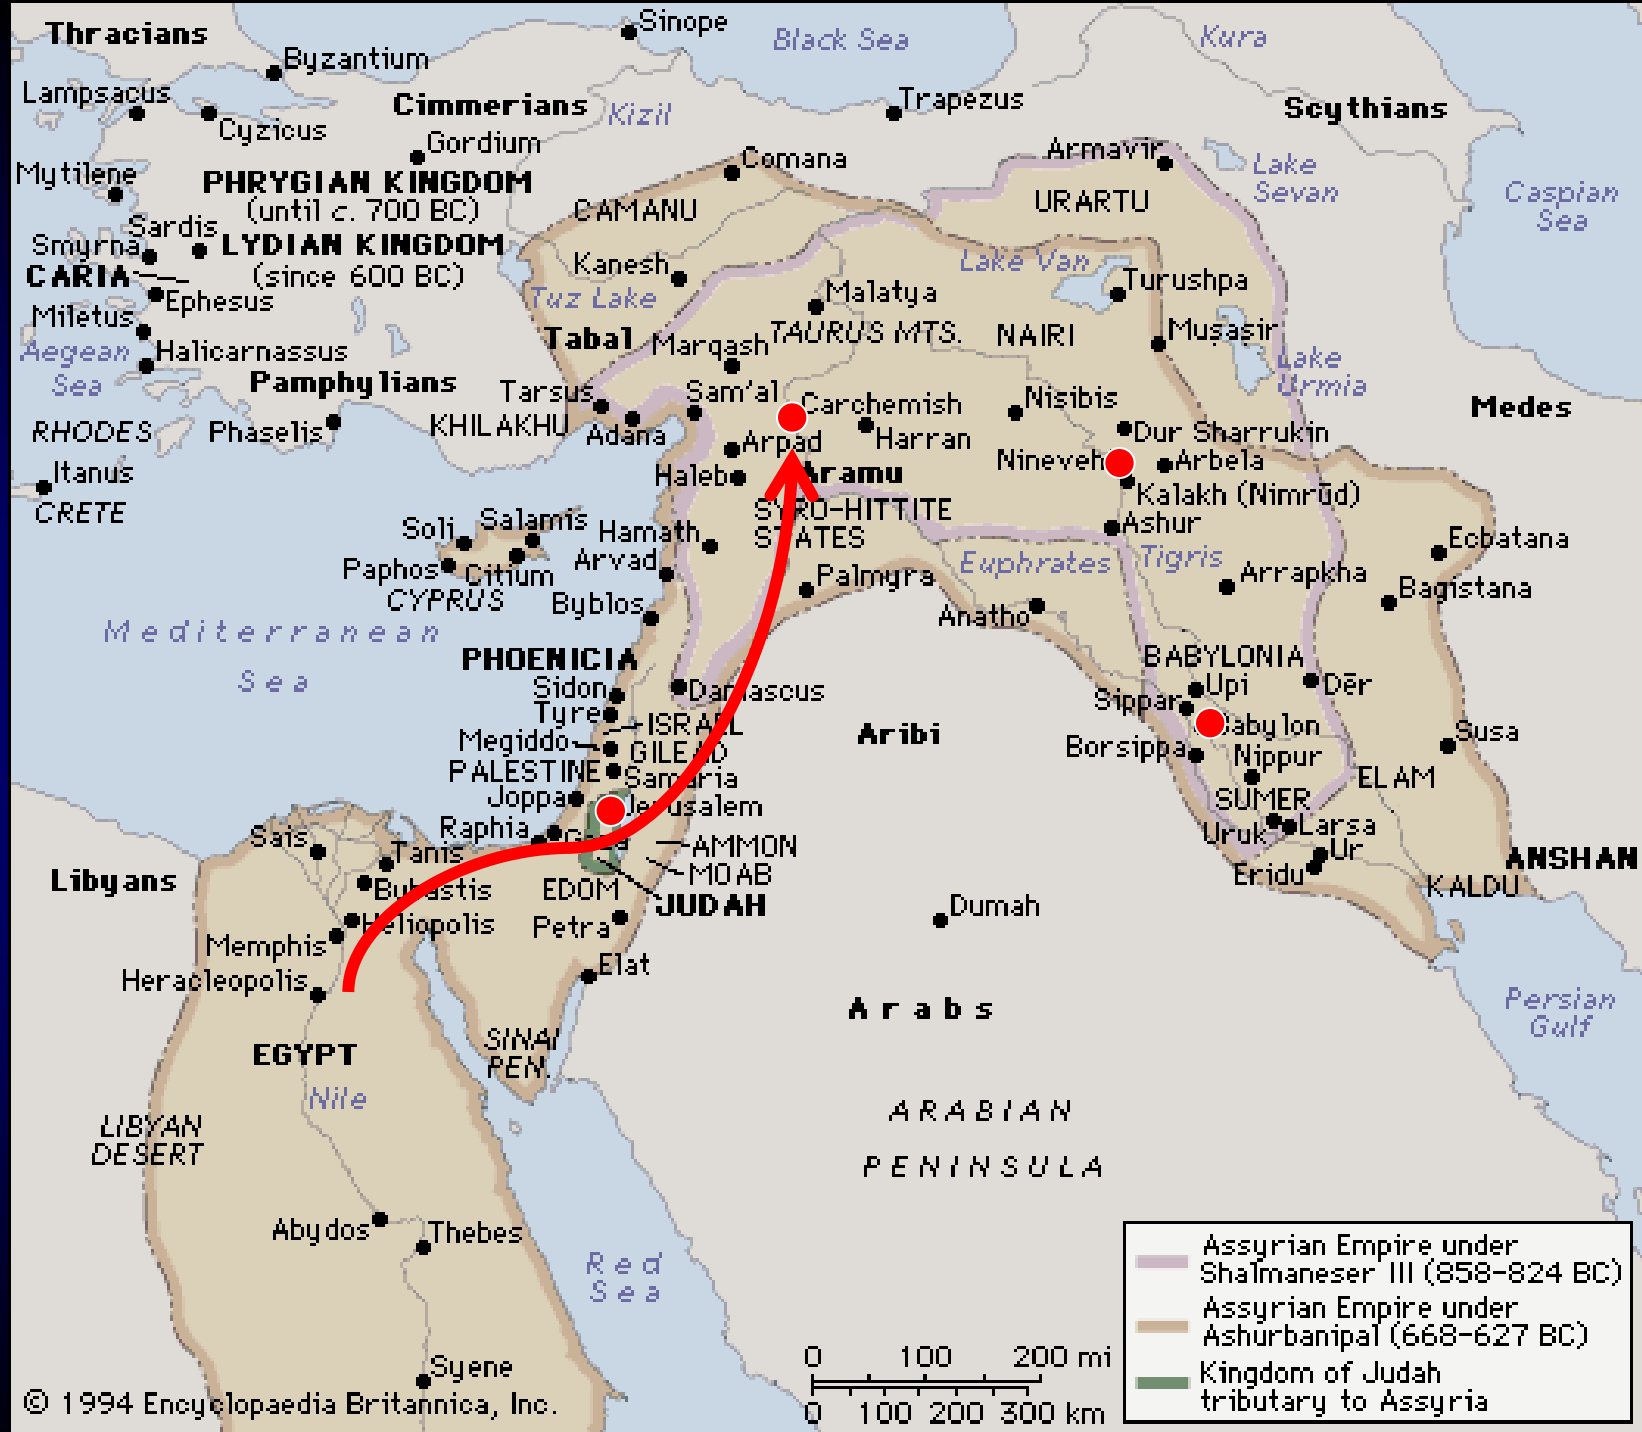 Thracians
Sinope
Black Sea
Kura
Byzantium
Lampsacus
Cimmerians
Kizil
Trapezus
Scythians
Cyzicus
Gordium
Comana
Armavir
Lake
Sevan
Mytilene
PHRYGIAN KINGDOM
(until c. 700 BC)
CAMANU
URARTU
Caspian
Sea
Sardis
Smyrna
LYDIAN KINGDOM
(since 600 BC)
CARIA
Kanesh
Lake Van
Turushpa
Ephesus
Tuz Lake
Malatya
Miletus
TAURUS MTS.
NAIRI
Muṣaṣir
Aegean
Sea
Halicarnassus
Tabal
Marqash
Lake
Urmia
Pamphylians
Tarsus
Sam'al
Carchemish
Nisibis
Medes
RHODES
Phaselis
KHILAKHU
Adana
Arpad
Harran
Dur Sharrukin
Itanus
CRETE
Haleb
Aramu
Nineveh
Arbela
Kalakh (Nimrūd)
Soli
Salamis
Hamath
SYRO-HITTITE
STATES
Ashur
Ecbatana
Paphos
Citium
CYPRUS
Arvad
Palmyra
Euphrates
Tigris
Arrapkha
Bagistana
Byblos
Anatho
Mediterranean
Sea
PHOENICIA
BABYLONIA
Sidon
Damascus
Sippar
Upi
Dēr
Tyre
ISRAEL
Aribi
Babylon
Susa
Megiddo
GILEAD
Borsippa
Nippur
PALESTINE
Samaria
ELAM
Joppa
Jerusalem
SUMER
Sais
Raphia
Gaza
AMMON
Uruk
Larsa
Tanis
MOAB
Ur
ANSHAN
Libyans
Bubastis
EDOM
JUDAH
Eridu
KALDU
Heliopolis
Petra
Dumah
Memphis
Heracleopolis
Elat
Arabs
Persian
Gulf
EGYPT
SINAI
PEN.
Nile
LIBYAN
DESERT
ARABIAN
PENINSULA
Abydos
Thebes
Red
Sea
Assyrian Empire under
Shalmaneser III (858-824 BC)
Assyrian Empire under
Ashurbanipal (668-627 BC)
Kingdom of Judah
tributary to Assyria
0 100 200 mi
0 100 200 300 km
Syene
© 1994 Encyclopaedia Britannica, Inc.